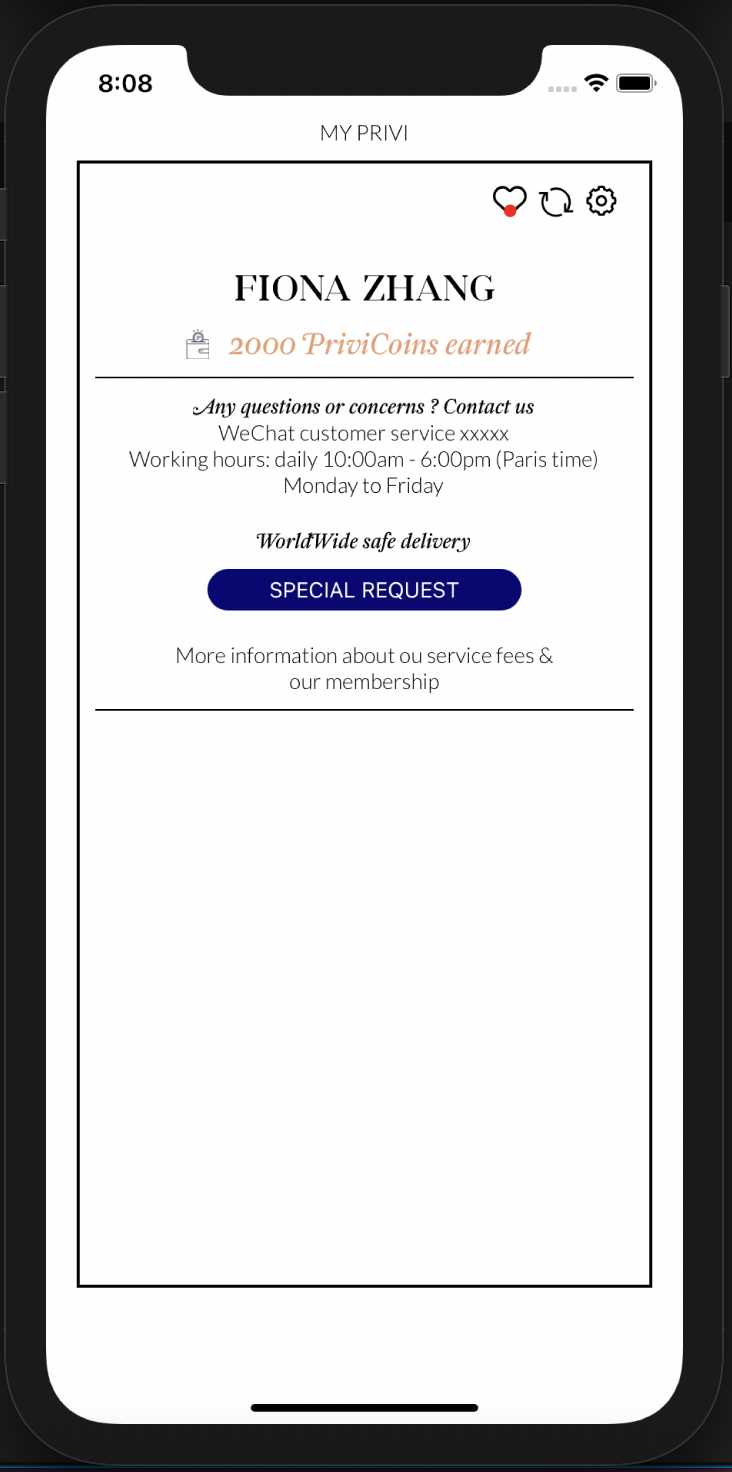 8:08
MY PRIVI
FIONA ZHANG
2000 PriviCoins earned
Any questions or concerns ? Contact us
WeChat customer service xxxxx
Working hours: daily 10:00am - 6:00pm (Paris time)
Monday to Friday
WorldWide safe delivery
SPECIAL REQUEST
More information about ou service fees &
our membership